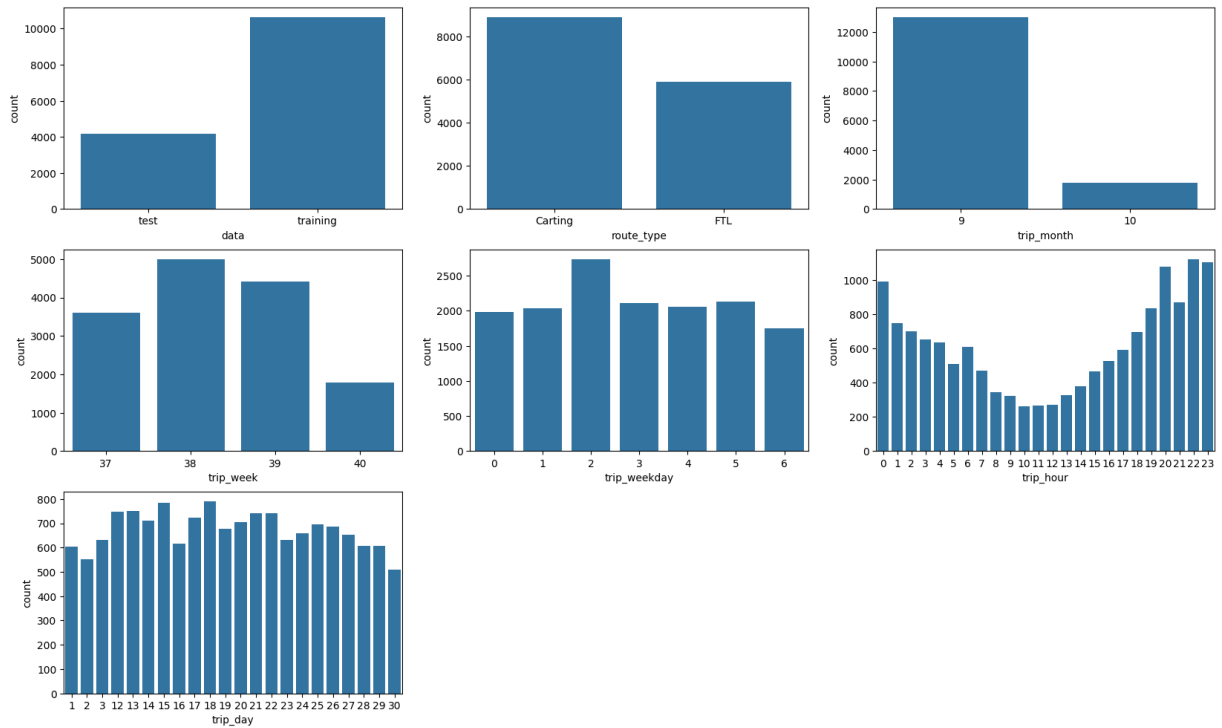 10000
8000
6000
4000
2000
0
count
test training
data
8000
6000
4000
2000
0
count
Carting FTL
route_type
12000
10000
8000
6000
4000
2000
0
count
9 10
trip_month
5000
4000
3000
2000
1000
0
count
37 38 39 40
trip_week
2500
2000
1500
1000
500
0
count
0 1 2 3 4 5 6
trip_weekday
1000
800
600
400
200
0
count
0 1 2 3 4 5 6 7 8 9 10 11 12 13 14 15 16 17 18 19 20 21 22 23
trip_hour
800
700
600
500
400
300
200
100
0
count
1 2 3 12 13 14 15 16 17 18 19 20 21 22 23 24 25 26 27 28 29 30
trip_day